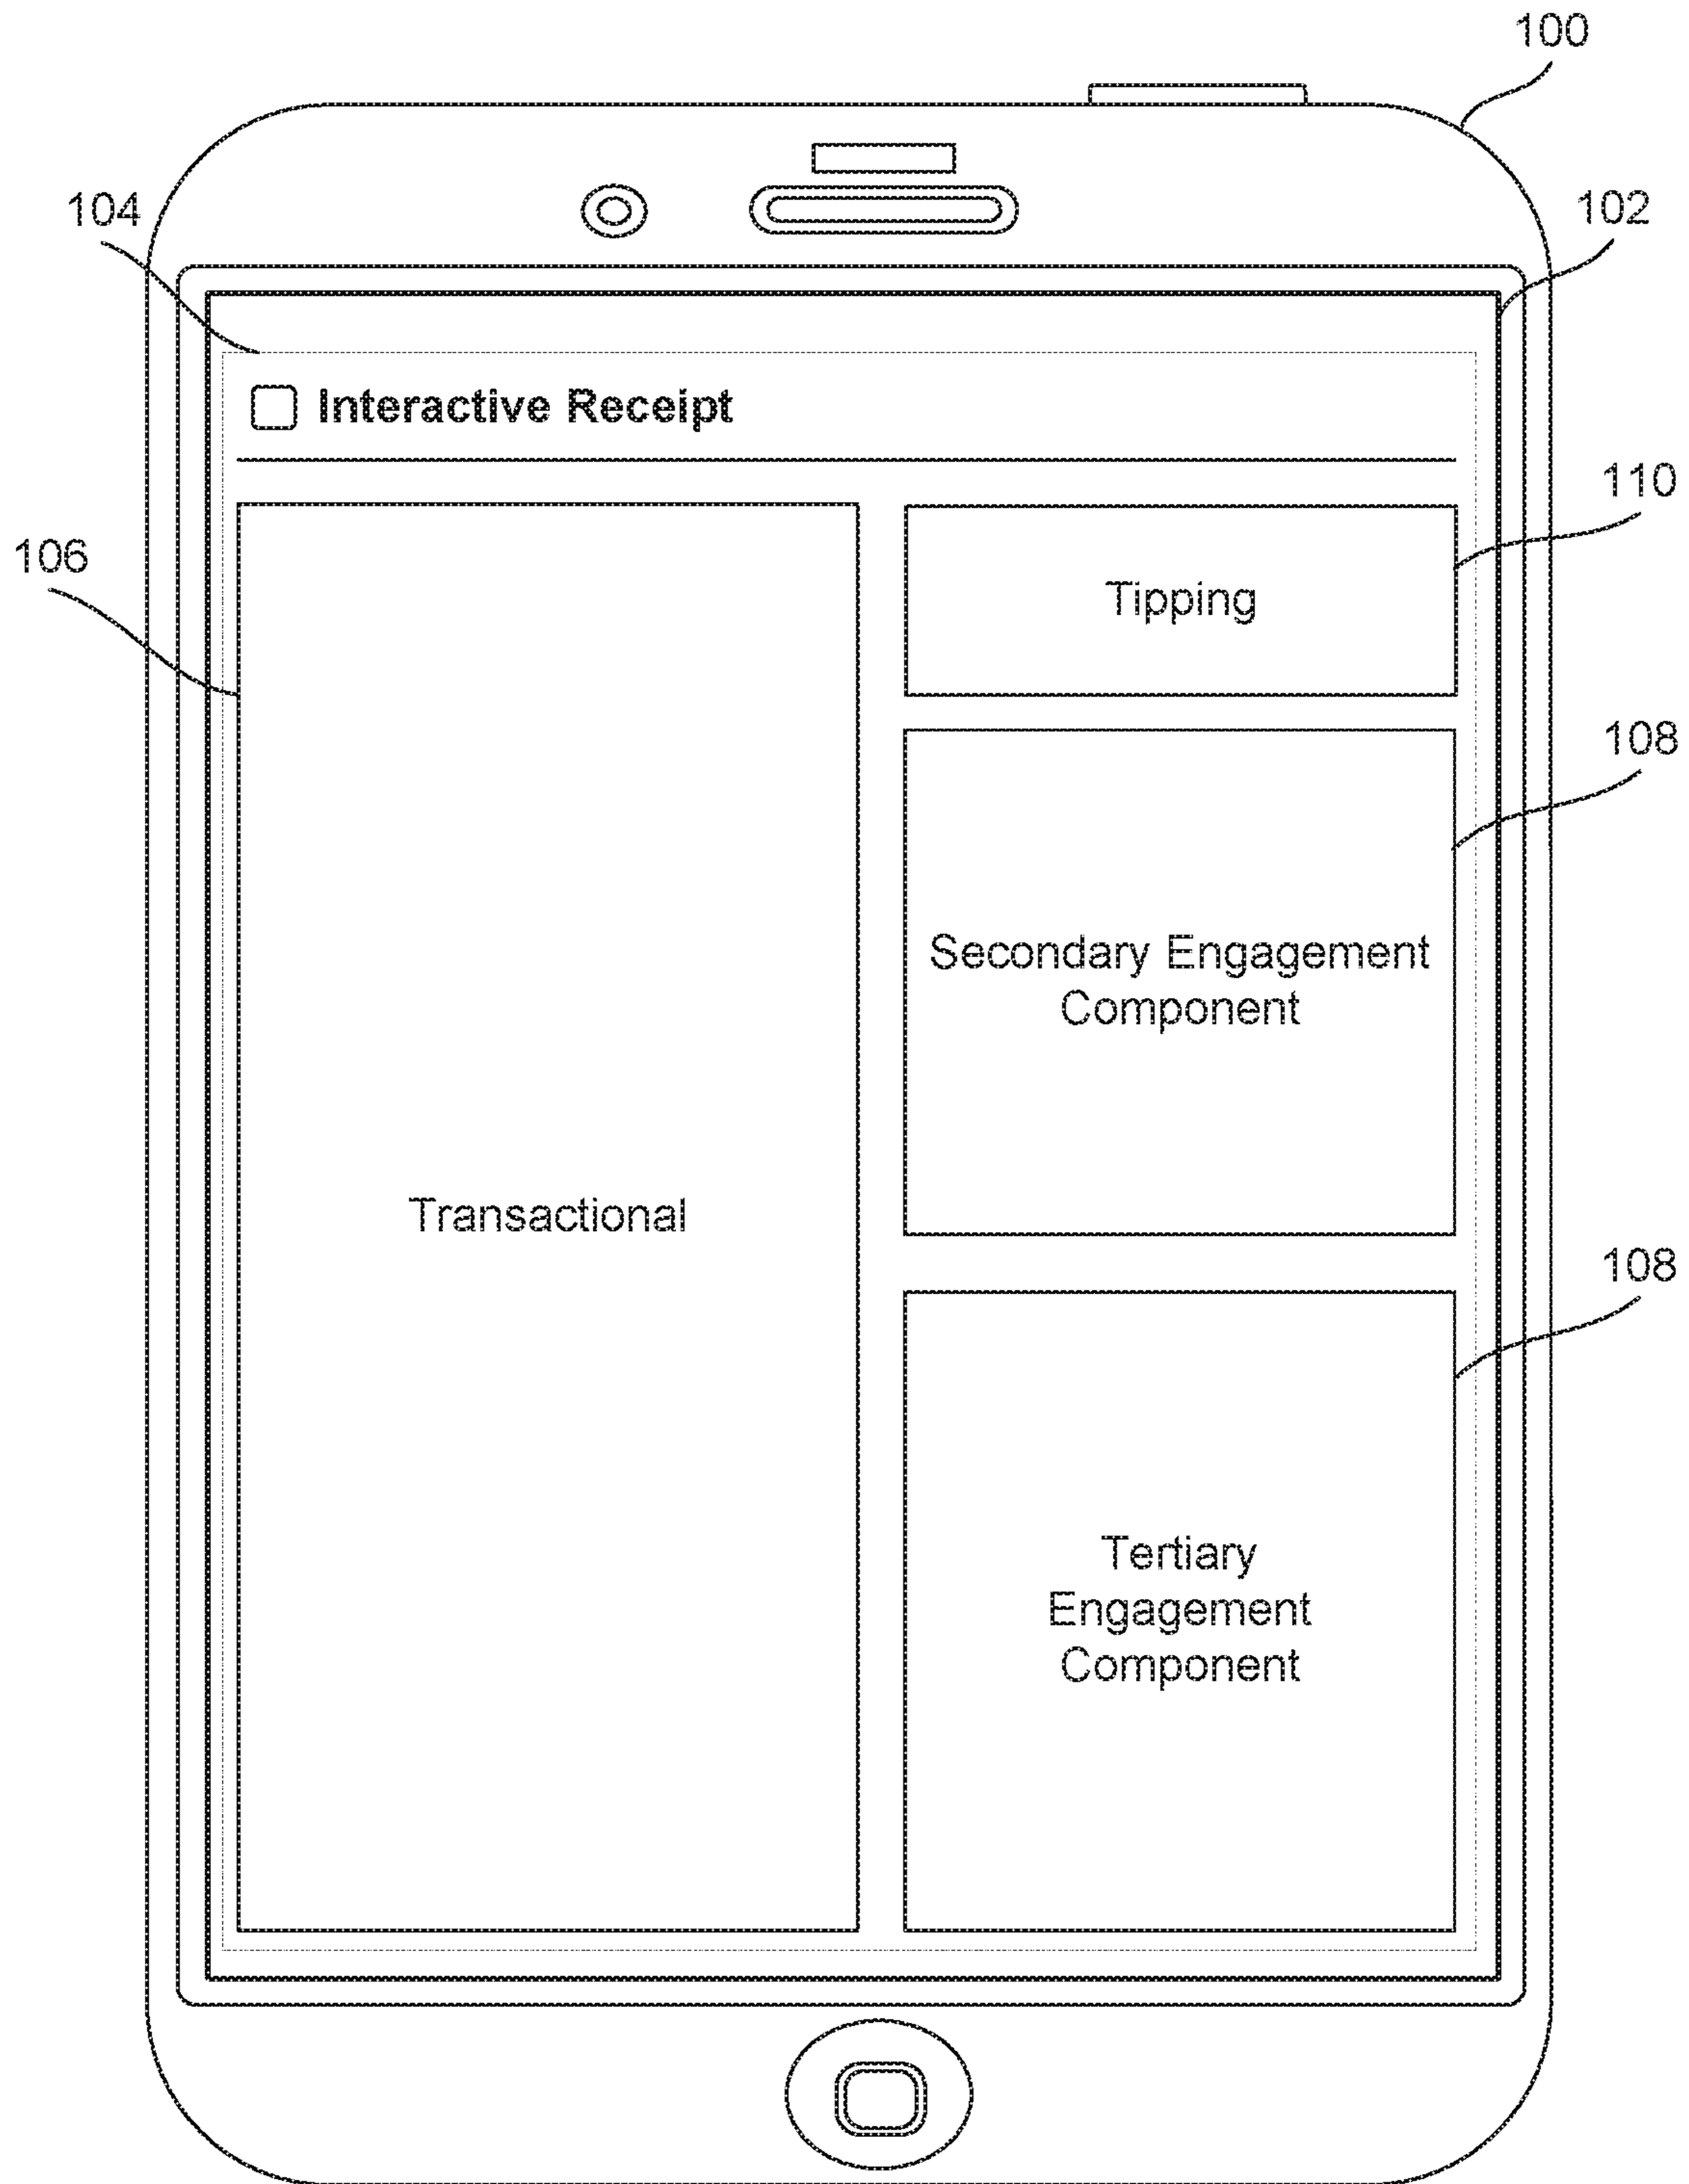 100
104
102
Interactive Receipt
110
106
Tipping
108
Secondary Engagement
Component
Transactional
108
Tertiary
Engagement
Component